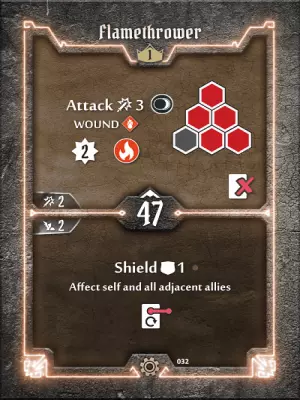 Flamethrower
1
Attack 3
WOUND
2
2
47
2
Shield 1
Affect self and all adjacent allies
032